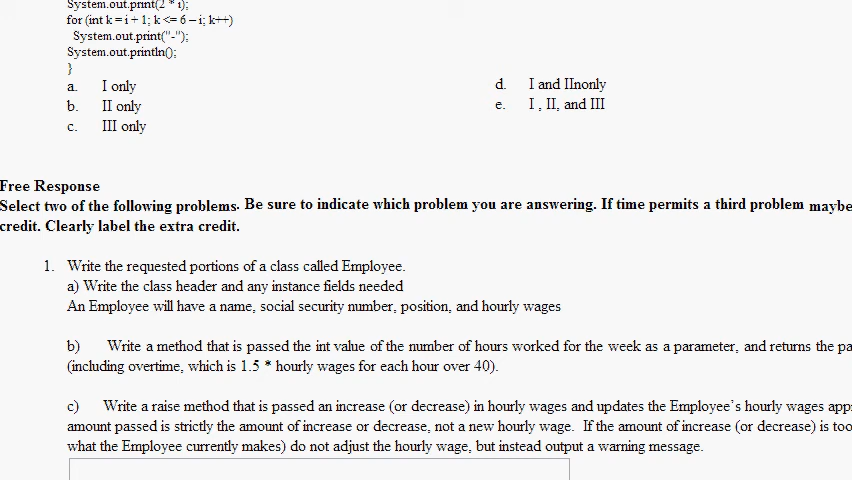 System.out.print(2 * i);
for (int k = i + 1; k <= 6 – i; k++)
System.out.print("-");
System.out.println();
}
a. I only
b. II only
c. III only
d. I and IInonly
e. I , II, and III
Free Response
Select two of the following problems. Be sure to indicate which problem you are answering. If time permits a third problem maybe
credit. Clearly label the extra credit.
1. Write the requested portions of a class called Employee.
a) Write the class header and any instance fields needed
An Employee will have a name, social security number, position, and hourly wages
b) Write a method that is passed the int value of the number of hours worked for the week as a parameter, and returns the pa
(including overtime, which is 1.5 * hourly wages for each hour over 40).
c) Write a raise method that is passed an increase (or decrease) in hourly wages and updates the Employee’s hourly wages app
amount passed is strictly the amount of increase or decrease, not a new hourly wage. If the amount of increase (or decrease) is too
what the Employee currently makes) do not adjust the hourly wage, but instead output a warning message.